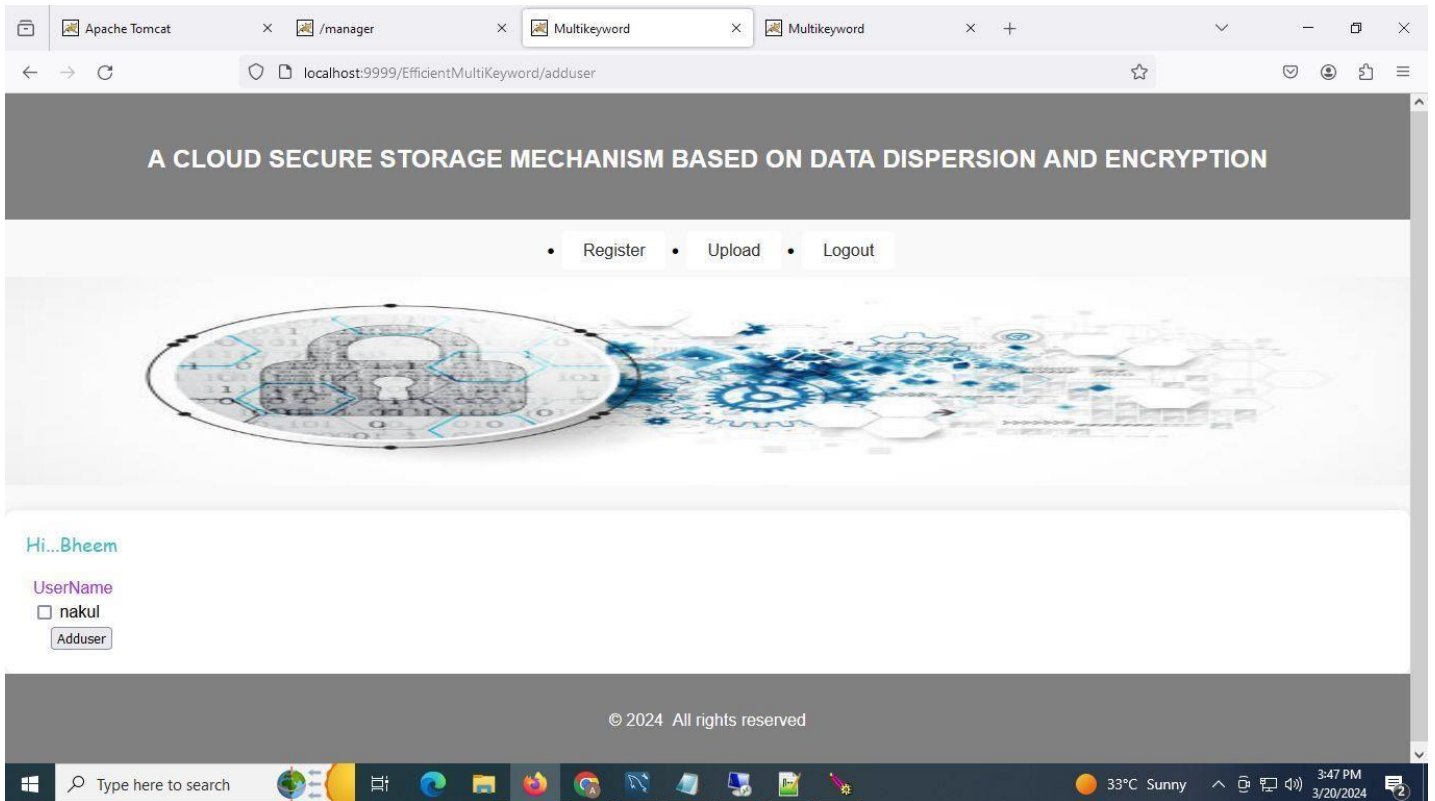 Apache Tomcat
/manager
Multikeyword
Multikeyword
localhost:9999/EfficientMultiKeyword/adduser
A CLOUD SECURE STORAGE MECHANISM BASED ON DATA DISPERSION AND ENCRYPTION
• Register • Upload • Logout
Hi...Bheem
UserName
nakul
Adduser
© 2024 All rights reserved
Type here to search
33°C Sunny
3:47 PM
3/20/2024
2